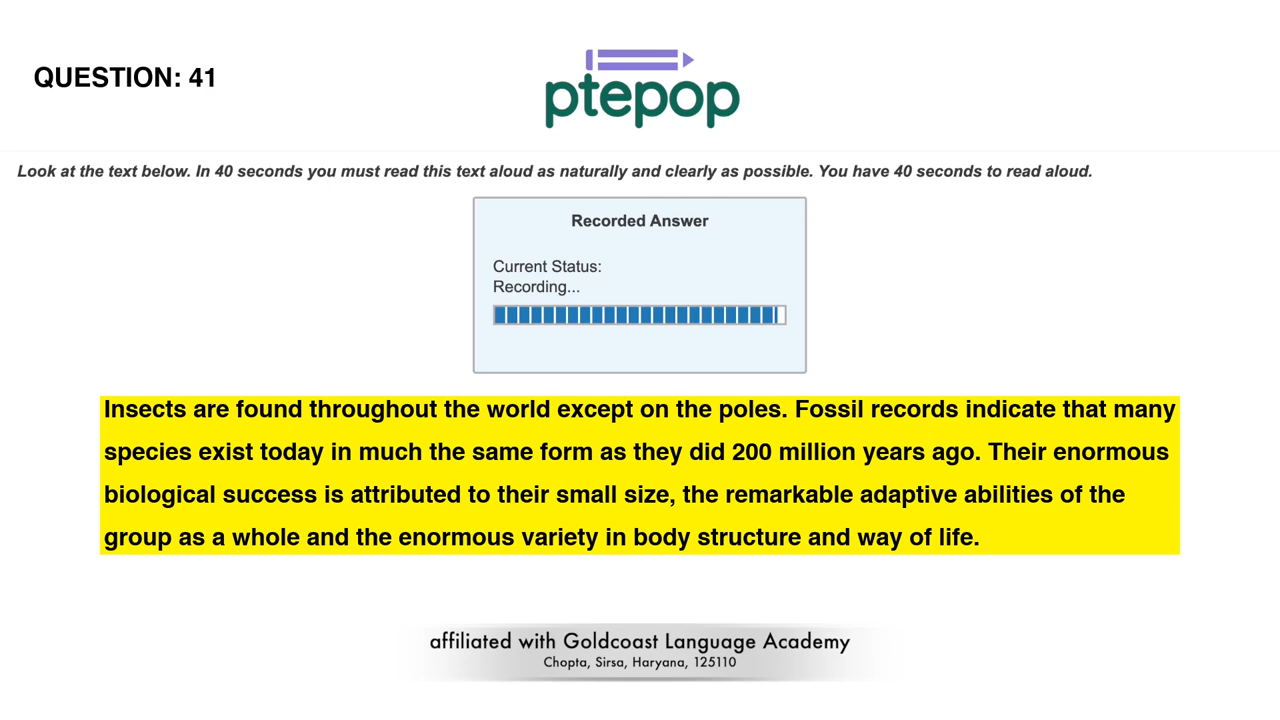 QUESTION: 41
ptepop
Look at the text below. In 40 seconds you must read this text aloud as naturally and clearly as possible. You have 40 seconds to read aloud.
Recorded Answer
Current Status:
Recording...
Insects are found throughout the world except on the poles. Fossil records indicate that many
species exist today in much the same form as they did 200 million years ago. Their enormous
biological success is attributed to their small size, the remarkable adaptive abilities of the
group as a whole and the enormous variety in body structure and way of life.
affiliated with Goldcoast Language Academy
Chopta, Sirsa, Haryana, 125110